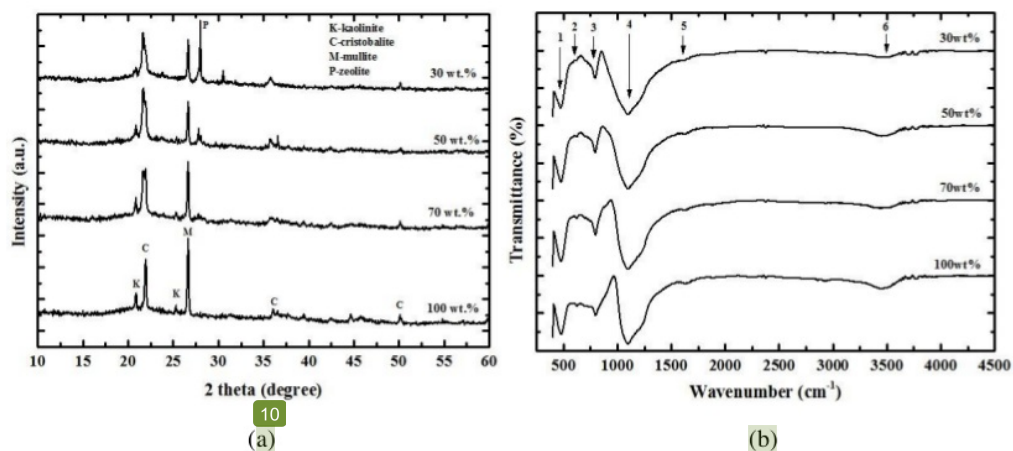 K-kaolinite
C-cristobalite
M-mullite
P-zeolite
P
30 wt.%
50 wt.%
70 wt.%
M
C
K
K
C
C
100 wt.%
Intensity (a.u.)
10 15 20 25 30 35 40 45 50 55 60
2 theta (degree)
10
(a)
1 2 3 4 5 6
30wt%
50wt%
70wt%
100wt%
Transmittance (%)
500 1000 1500 2000 2500 3000 3500 4000 4500
Wavenumber (cm-1)
(b)